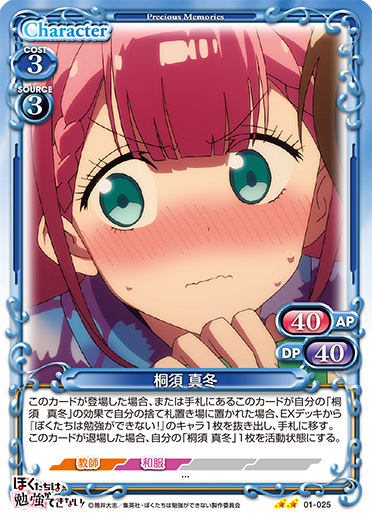 Precious Memories
Character
COST
3
SOURCE
3
40 AP
DP 40
桐須 真冬
このカードが登場した場合、または手札にあるこのカードが自分の「桐
須 真冬」の効果で自分の捨て札置き場に置かれた場合、EXデッキから
『ぼくたちは勉強ができない!』のキャラ1枚を抜き出し、手札に移す。
このカードが退場した場合、自分の「桐須 真冬」1枚を活動状態にする。
教師 和服
...
ぼくたちは
勉強ができない!
©筒井大志／集英社・ぼくたちは勉強ができない製作委員会
01-025